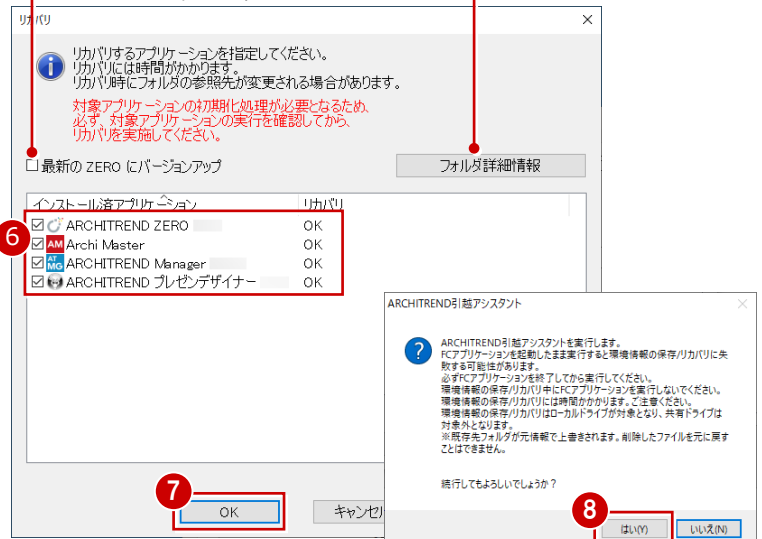 リカバリ
リカバリするアプリケーションを指定してください。
リカバリには時間がかかります。
リカバリ時にフォルダの参照先が変更される場合があります。
対象アプリケーションの初期化処理が必要となるため、
必ず、対象アプリケーションの実行を確認してから、
リカバリを実施してください。
最新の ZERO にバージョンアップ
フォルダ詳細情報
インストール済アプリケーション リカバリ
6
ARCHITREND ZERO OK
AM Archi Master OK
AT MG ARCHITREND Manager OK
ARCHITREND プレゼンデザイナー OK
7
OK
キャンセル
ARCHITREND引越アシスタント
ARCHITREND引越アシスタントを実行します。
FCアプリケーションを起動したまま実行すると環境情報の保存/リカバリに失
敗する可能性があります。
必ずFCアプリケーションを終了してから実行してください。
環境情報の保存/リカバリ中にFCアプリケーションを実行しないでください。
環境情報の保存/リカバリには時間がかかります。ご注意ください。
環境情報の保存/リカバリはローカルドライブが対象となり、共有ドライブは
対象外となります。
※既存先フォルダが元情報で上書きされます。削除したファイルを元に戻す
ことはできません。
続行してもよろしいでしょうか？
8
はい(Y)
いいえ(N)